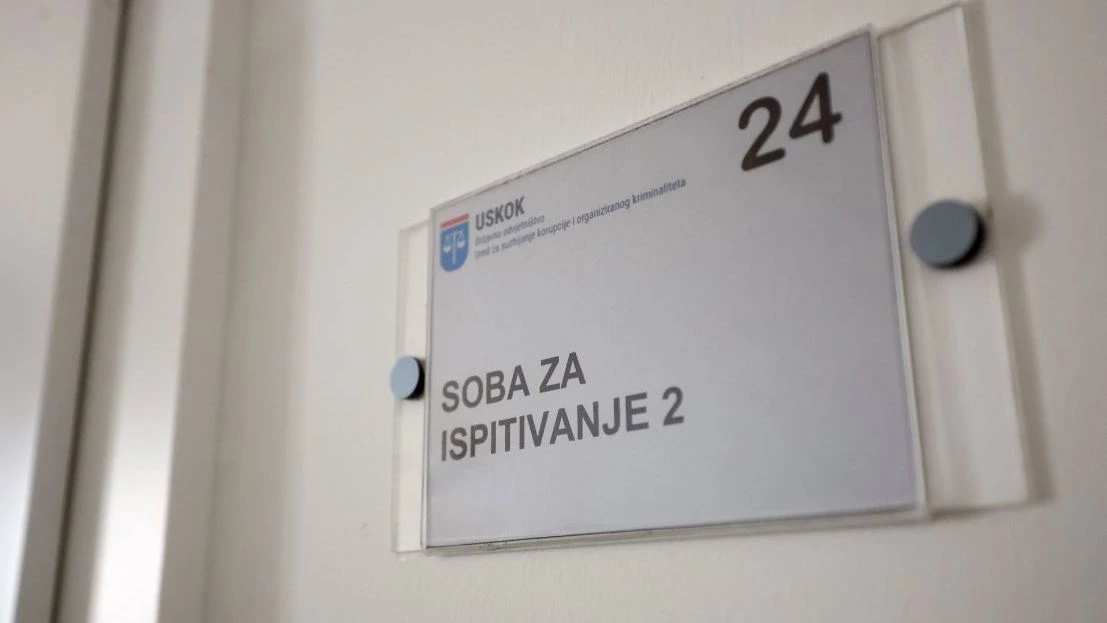 24
USKOK
Državno odvjetništvo
Ured za suzbijanje korupcije i organiziranog kriminaliteta
SOBA ZA
ISPITIVANJE 2